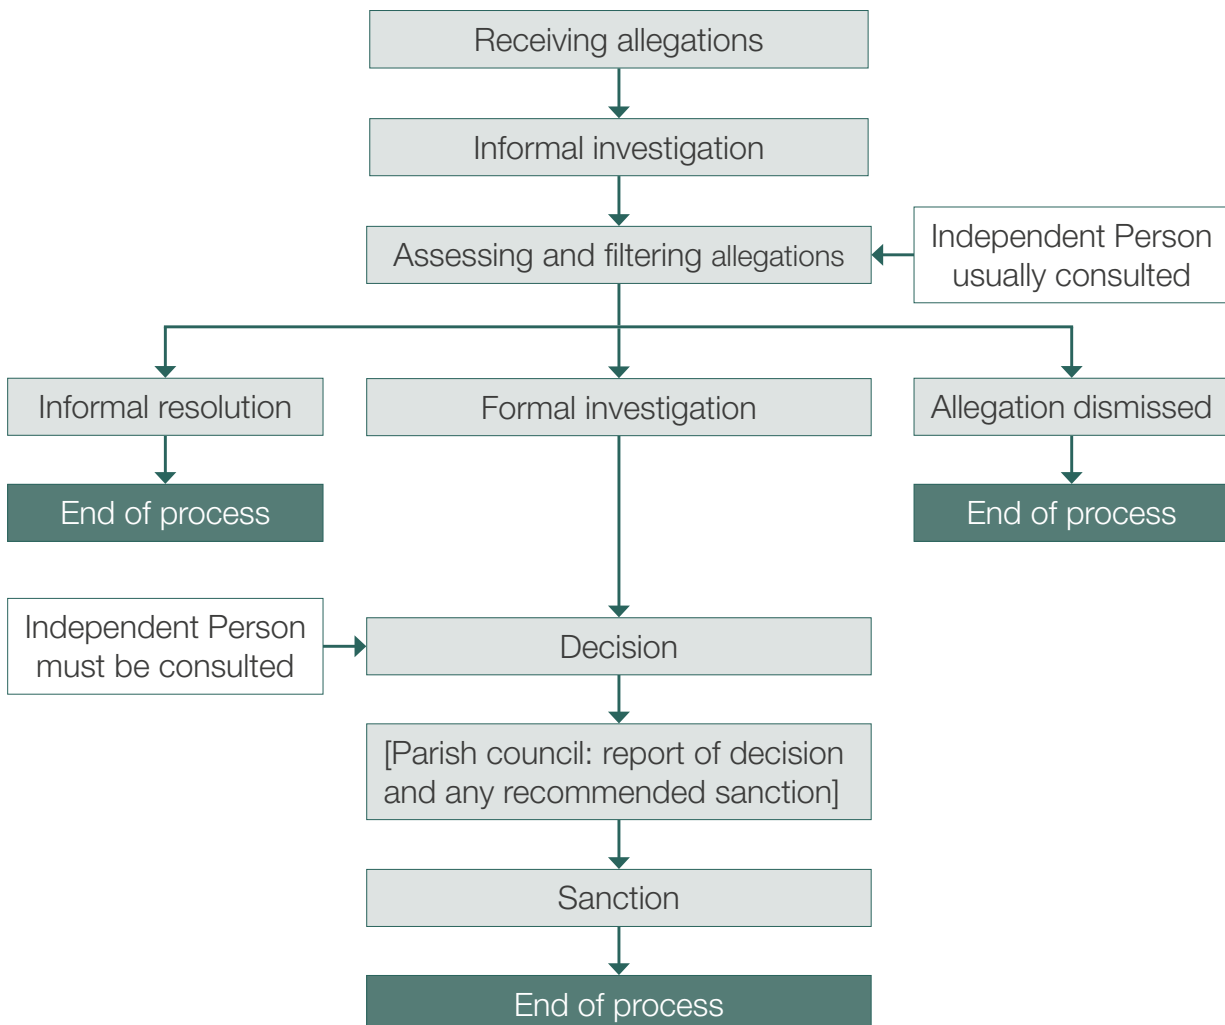 Receiving allegations
Informal investigation
Assessing and filtering allegations
Independent Person
usually consulted
Informal resolution
Formal investigation
Allegation dismissed
End of process
End of process
Independent Person
must be consulted
Decision
[Parish council: report of decision
and any recommended sanction]
Sanction
End of process